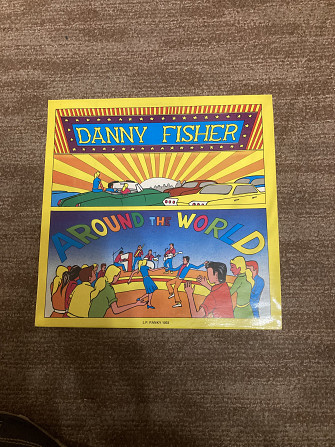 DANNY FISHER
AROUND THE WORLD